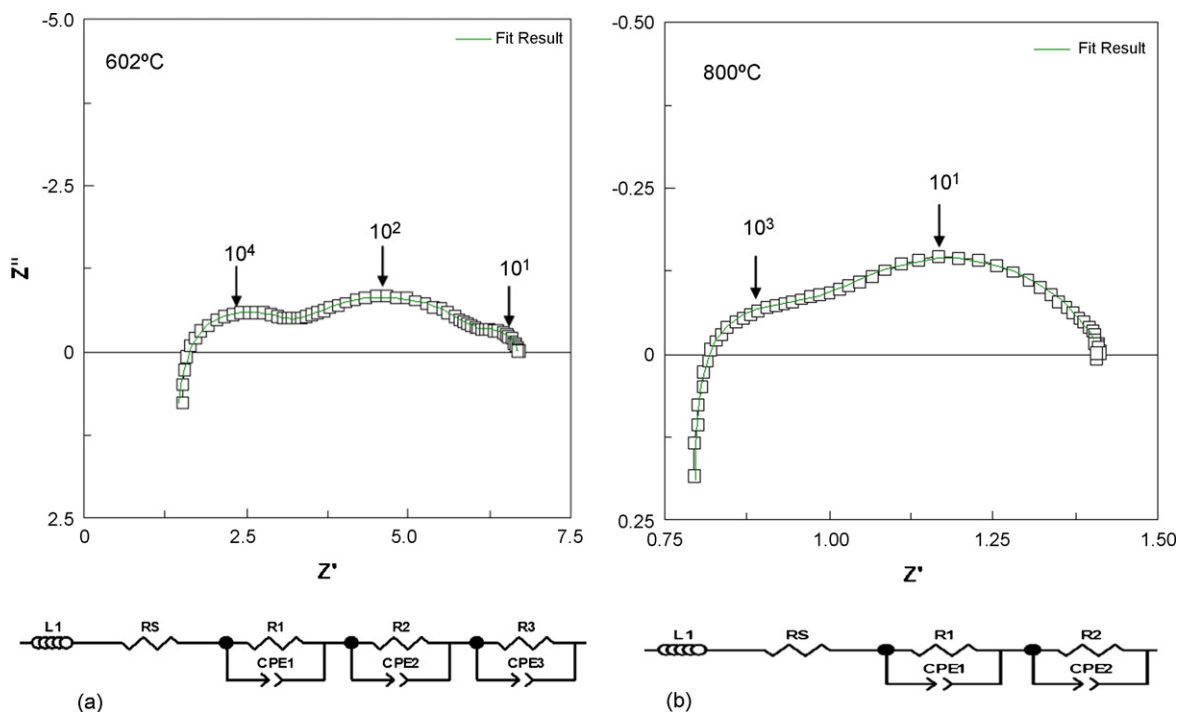 -5.0
602ºC
Fit Result
-2.5
10⁴
10²
10¹
Z''
0
2.5
0
2.5
5.0
7.5
Z'
L1
RS
R1
R2
R3
CPE1
CPE2
CPE3
(a)
-0.50
800ºC
Fit Result
-0.25
10³
10¹
0
0.25
0.75
1.00
1.25
1.50
Z'
L1
RS
R1
R2
CPE1
CPE2
(b)